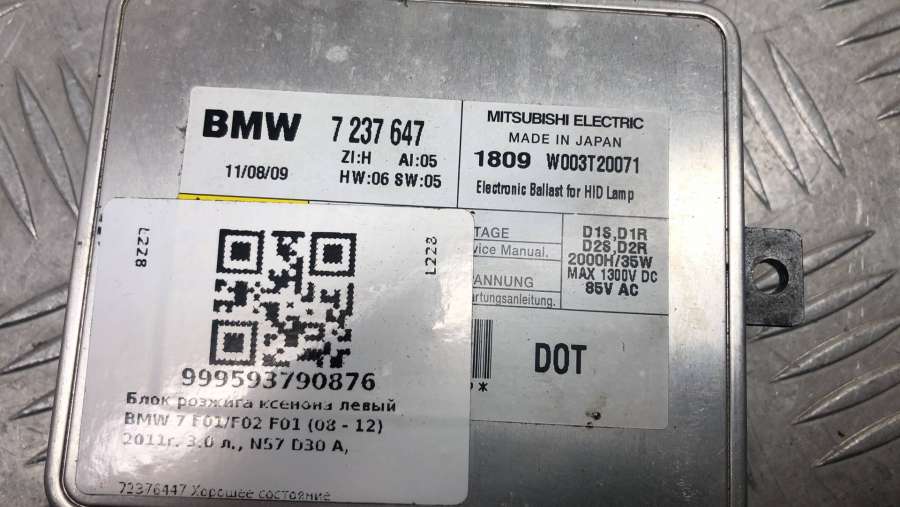 BMW 7 237 647
ZI:H AI:05
11/08/09 HW:06 SW:05
MITSUBISHI ELECTRIC
MADE IN JAPAN
1809 W003T20071
Electronic Ballast for HID Lamp
TAGE
vice Manual.
ANNUNG
artungsanleitung.
D1S,D1R
D2S,D2R
2000H/35W
MAX 1300V DC
85V AC
DOT
L228
L228
999593790876
Блок розжига ксенона левый
BMW 7 F01/F02 F01 (08 - 12)
2011г. 3.0 л., N57 D30 A,
72376447 Хорошее состояние